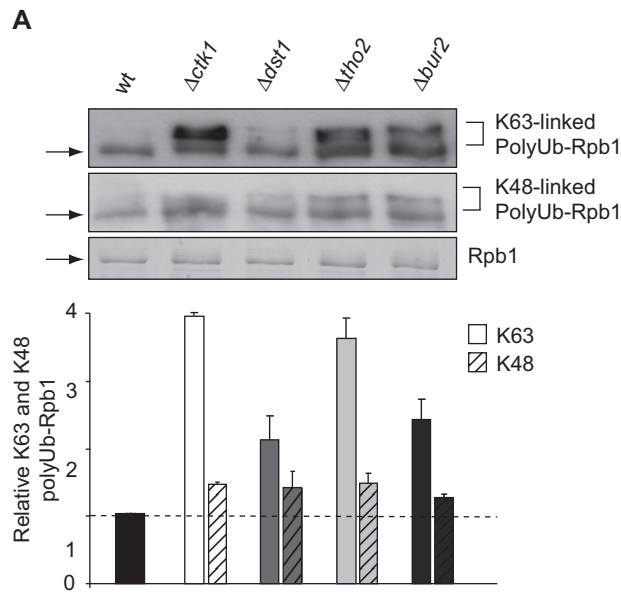 A
wt
Δctk1
Δdst1
Δtho2
Δbur2
K63-linked
PolyUb-Rpb1
K48-linked
PolyUb-Rpb1
Rpb1
Relative K63 and K48
polyUb-Rpb1
4
3
2
1
0
K63
K48